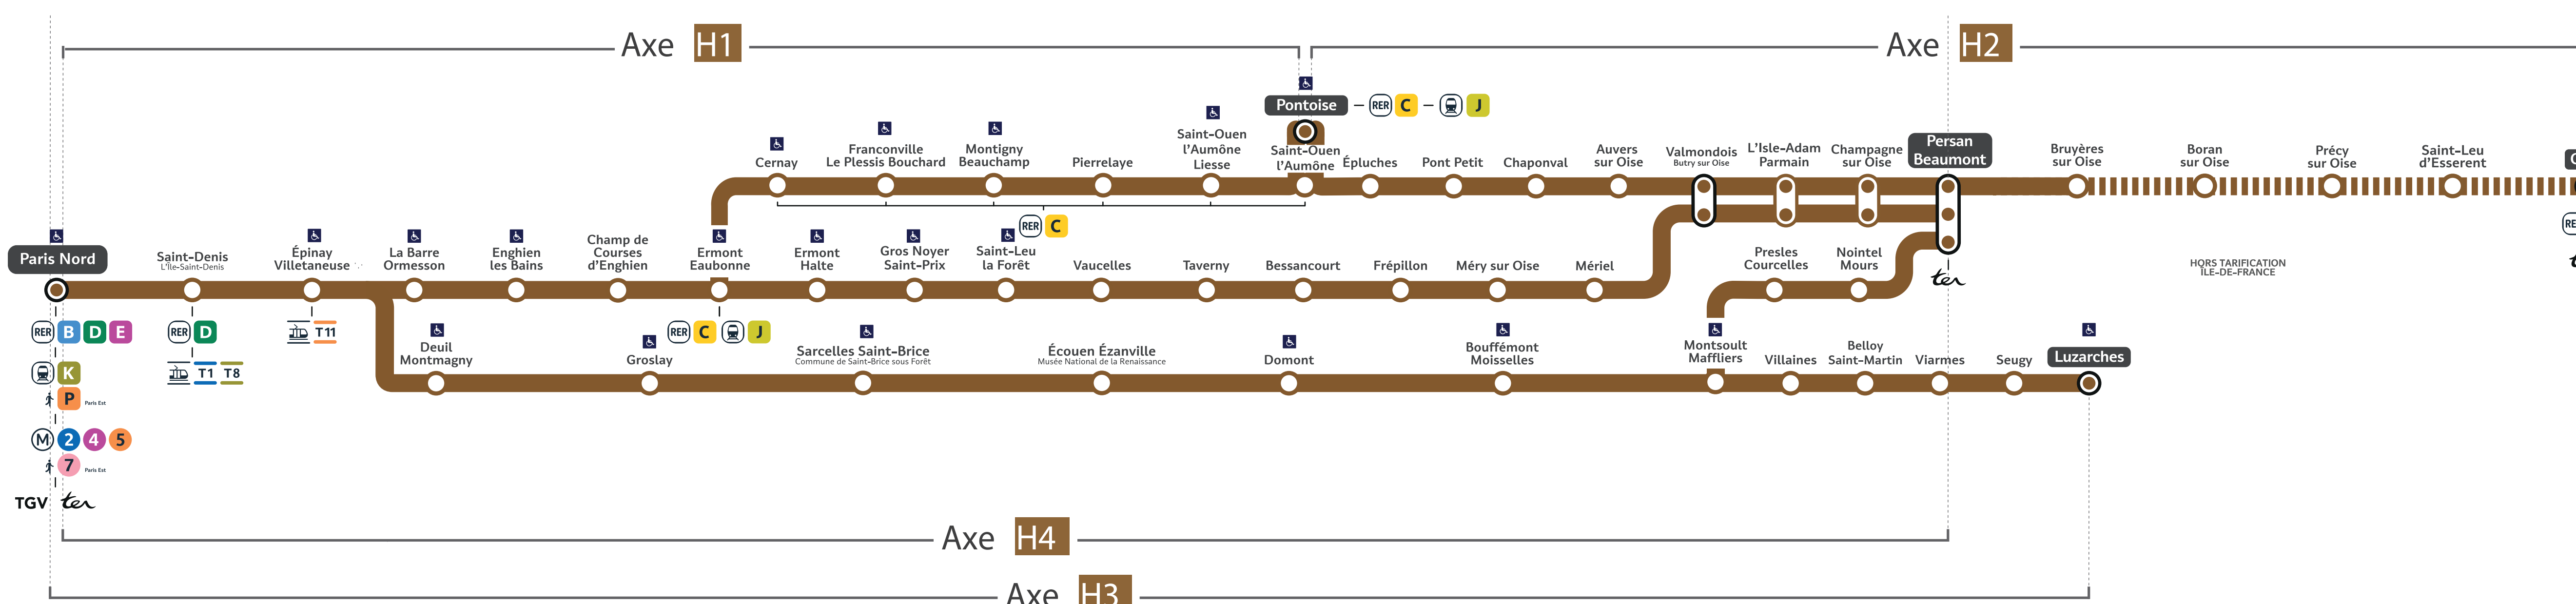 Axe H1
Axe H2
Pontoise
RER C J
Cernay
Franconville
Le Plessis Bouchard
Montigny
Beauchamp
Pierrelaye
Saint-Ouen
l'Aumône
Liesse
Saint-Ouen
l'Aumône
Épluches
Pont Petit
Chaponval
Auvers
sur Oise
Valmondois
Butry sur Oise
L'Isle-Adam
Parmain
Champagne
sur Oise
Persan
Beaumont
Bruyères
sur Oise
Boran
sur Oise
Précy
sur Oise
Saint-Leu
d'Esserent
RER C
Paris Nord
Saint-Denis
L'Île-Saint-Denis
Épinay
Villetaneuse
La Barre
Ormesson
Enghien
les Bains
Champ de
Courses
d'Enghien
Ermont
Eaubonne
Ermont
Halte
Gros Noyer
Saint-Prix
Saint-Leu
la Forêt
Vaucelles
Taverny
Bessancourt
Frépillon
Méry sur Oise
Mériel
Presles
Courcelles
Nointel
Mours
ter
HORS TARIFICATION
ÎLE-DE-FRANCE
RER B D E
RER D
T11
RER C J
K
P Paris Est
T1 T8
M 2 4 5
7 Paris Est
TGV ter
Deuil
Montmagny
Groslay
Sarcelles Saint-Brice
Commune de Saint-Brice sous Forêt
Écouen Ézanville
Musée National de la Renaissance
Domont
Bouffémont
Moisselles
Montsoult
Maffliers
Villaines
Belloy
Saint-Martin
Viarmes
Seugy
Luzarches
Axe H4
Axe H3